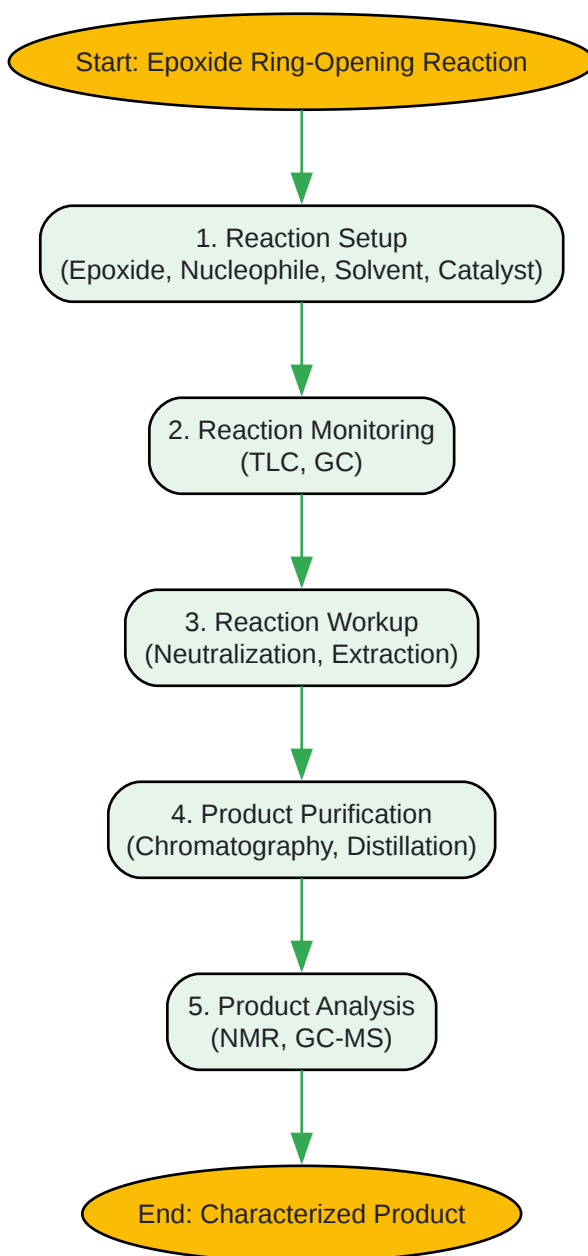 Start: Epoxide Ring-Opening Reaction
1. Reaction Setup
(Epoxide, Nucleophile, Solvent, Catalyst)
2. Reaction Monitoring
(TLC, GC)
3. Reaction Workup
(Neutralization, Extraction)
4. Product Purification
(Chromatography, Distillation)
5. Product Analysis
(NMR, GC-MS)
End: Characterized Product